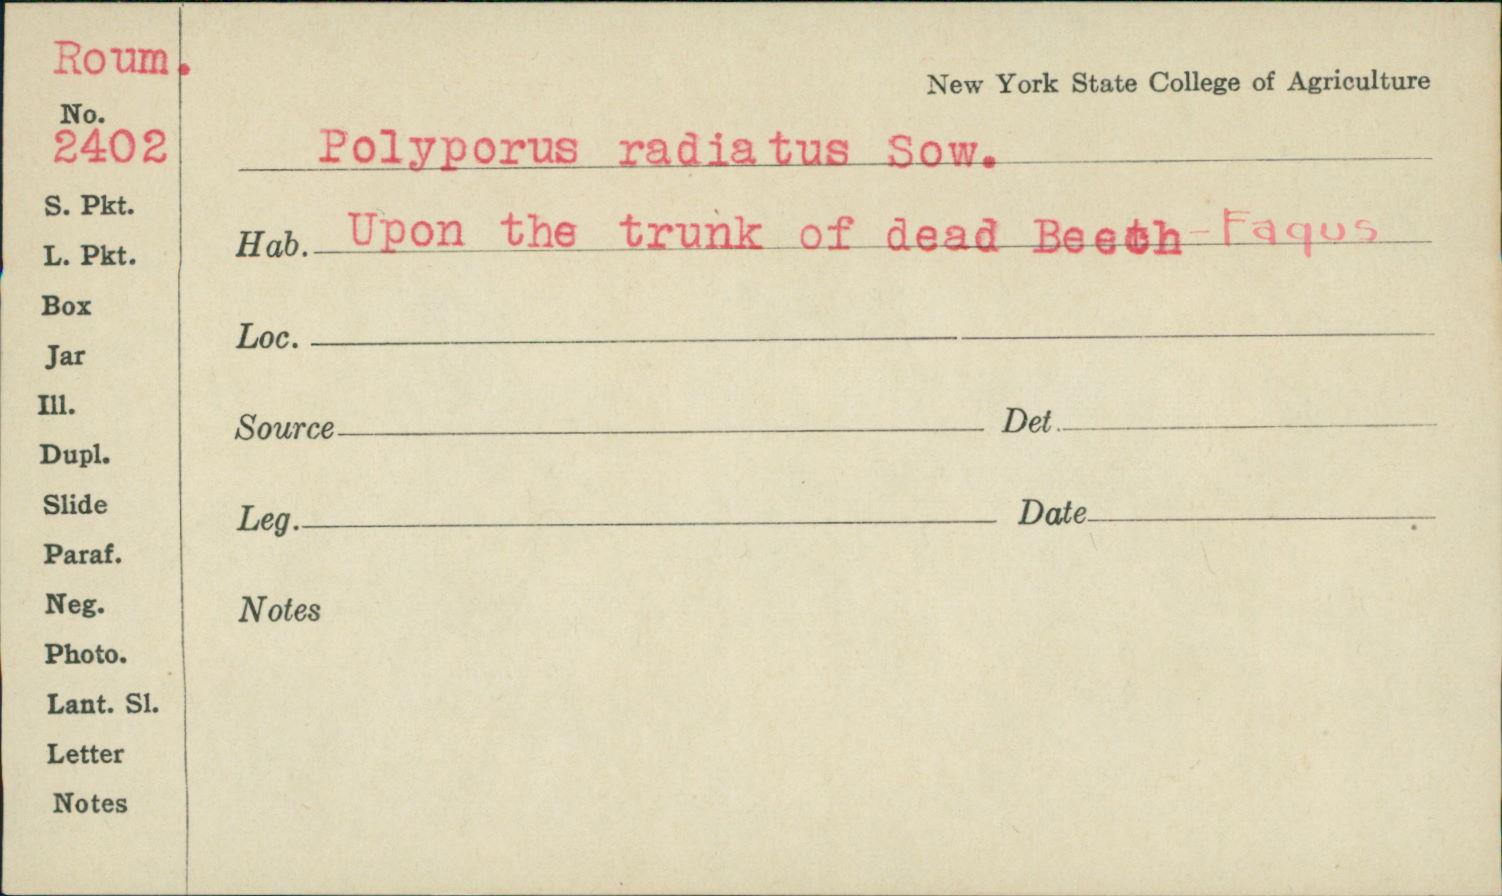 Roum.
New York State College of Agriculture
No.
2402
Polyporus radiatus Sow.
S. Pkt.
Hab. Upon the trunk of dead Beech - Fagus
L. Pkt.
Box
Loc.
Jar
Ill.
Source Det.
Dupl.
Slide
Leg. Date
Paraf.
Neg.
Notes
Photo.
Lant. Sl.
Letter
Notes